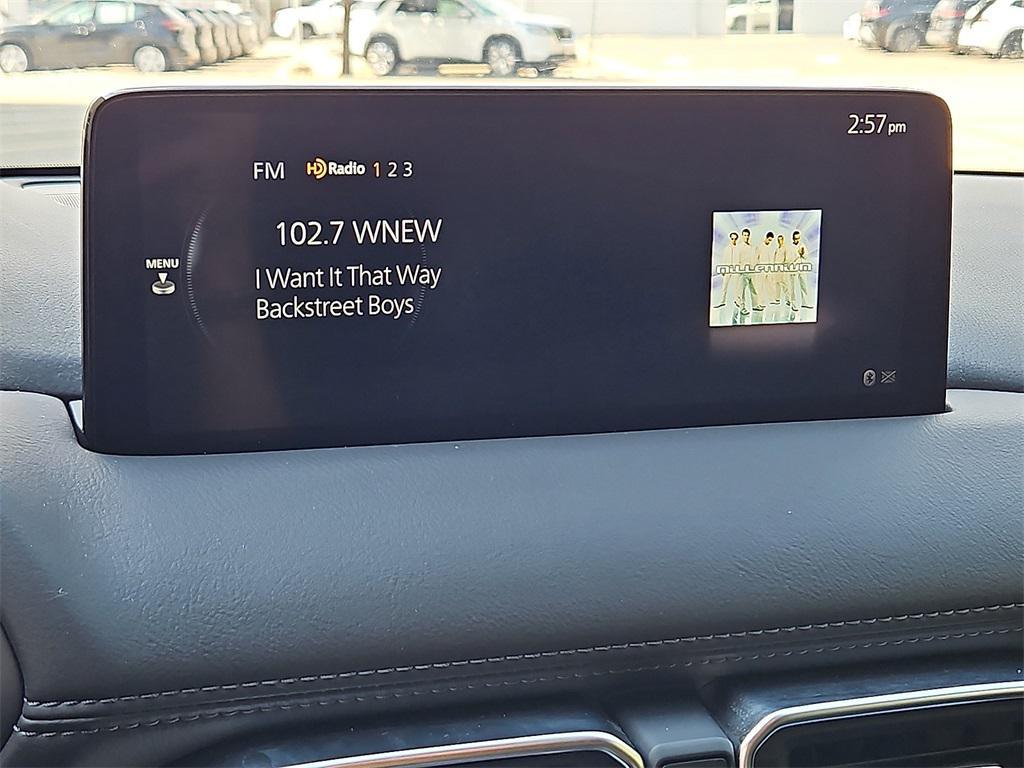 2:57 pm
FM HD Radio 1 2 3
102.7 WNEW
MENU
I Want It That Way
Backstreet Boys
MILLENNIUM